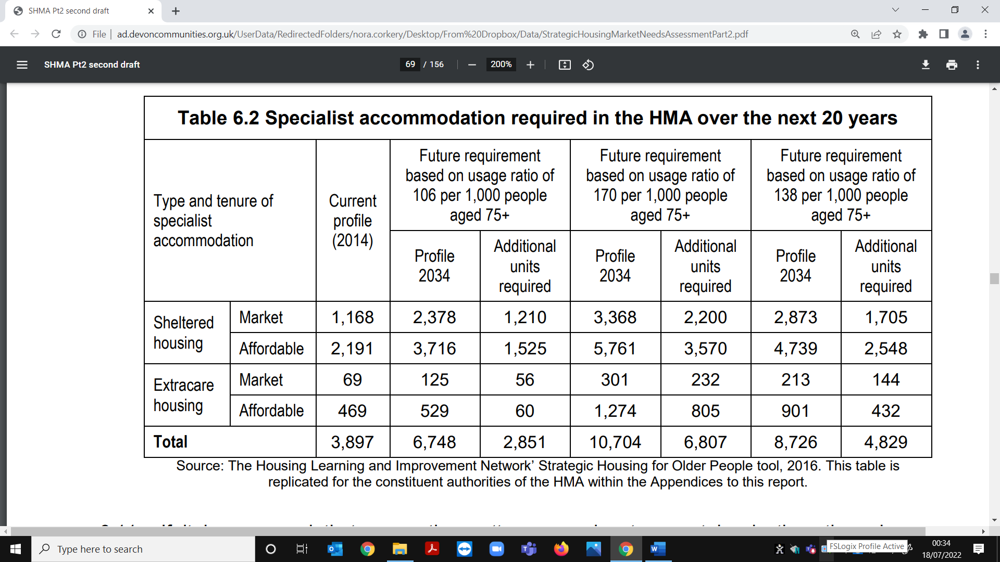 SHMA Pt2 second draft
File
ad.devoncommunities.org.uk/UserData/RedirectedFolders/nora.corkery/Desktop/From%20Dropbox/Data/StrategicHousingMarketNeedsAssessmentPart2.pdf
SHMA Pt2 second draft
69 / 156
200%
Table 6.2 Specialist accommodation required in the HMA over the next 20 years
Type and tenure of
specialist
accommodation
Current
profile
(2014)
Future requirement
based on usage ratio of
106 per 1,000 people
aged 75+
Future requirement
based on usage ratio of
170 per 1,000 people
aged 75+
Future requirement
based on usage ratio of
138 per 1,000 people
aged 75+
Profile
2034
Additional
units
required
Profile
2034
Additional
units
required
Profile
2034
Additional
units
required
Sheltered
housing
Market 1,168 2,378 1,210 3,368 2,200 2,873 1,705
Affordable 2,191 3,716 1,525 5,761 3,570 4,739 2,548
Extracare
housing
Market 69 125 56 301 232 213 144
Affordable 469 529 60 1,274 805 901 432
Total 3,897 6,748 2,851 10,704 6,807 8,726 4,829
Source: The Housing Learning and Improvement Network’ Strategic Housing for Older People tool, 2016. This table is
replicated for the constituent authorities of the HMA within the Appendices to this report.
Type here to search
FSLogix Profile Active
00:34
18/07/2022